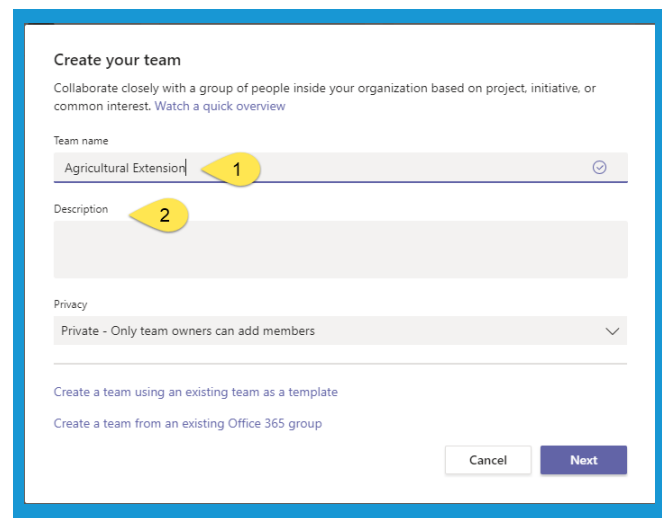 Create your team
Collaborate closely with a group of people inside your organization based on project, initiative, or
common interest. Watch a quick overview
Team name
Agricultural Extension
1
Description
2
Privacy
Private - Only team owners can add members
Create a team using an existing team as a template
Create a team from an existing Office 365 group
Cancel Next